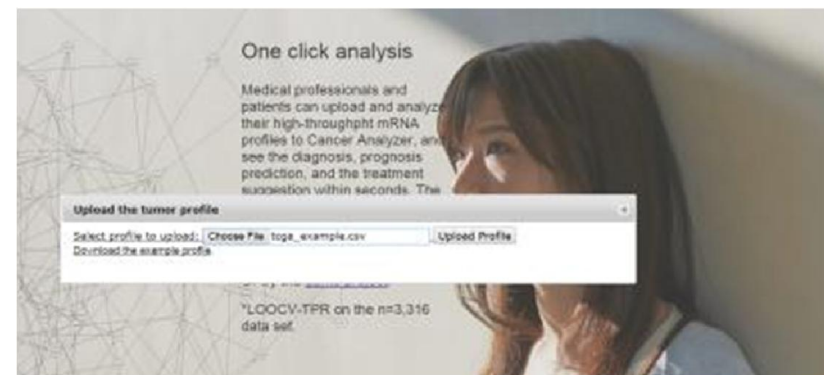 One click analysis
Medical professionals and
patients can upload and analyze
their high-throughpht mRNA
profiles to Cancer Analyzer, and
see the diagnosis, prognosis
prediction, and the treatment
suggestion within seconds. The
Upload the tumor profile
Select profile to upload: Choose File tcga_example.csv Upload Profile
Download the example profile
by the
*LOOCV-TPR on the n=3,316
data set.